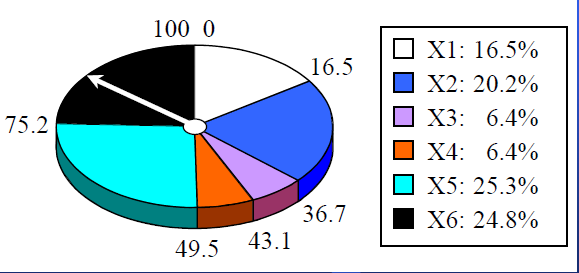 100 0
16.5
36.7
43.1
49.5
75.2
X1: 16.5%
X2: 20.2%
X3: 6.4%
X4: 6.4%
X5: 25.3%
X6: 24.8%